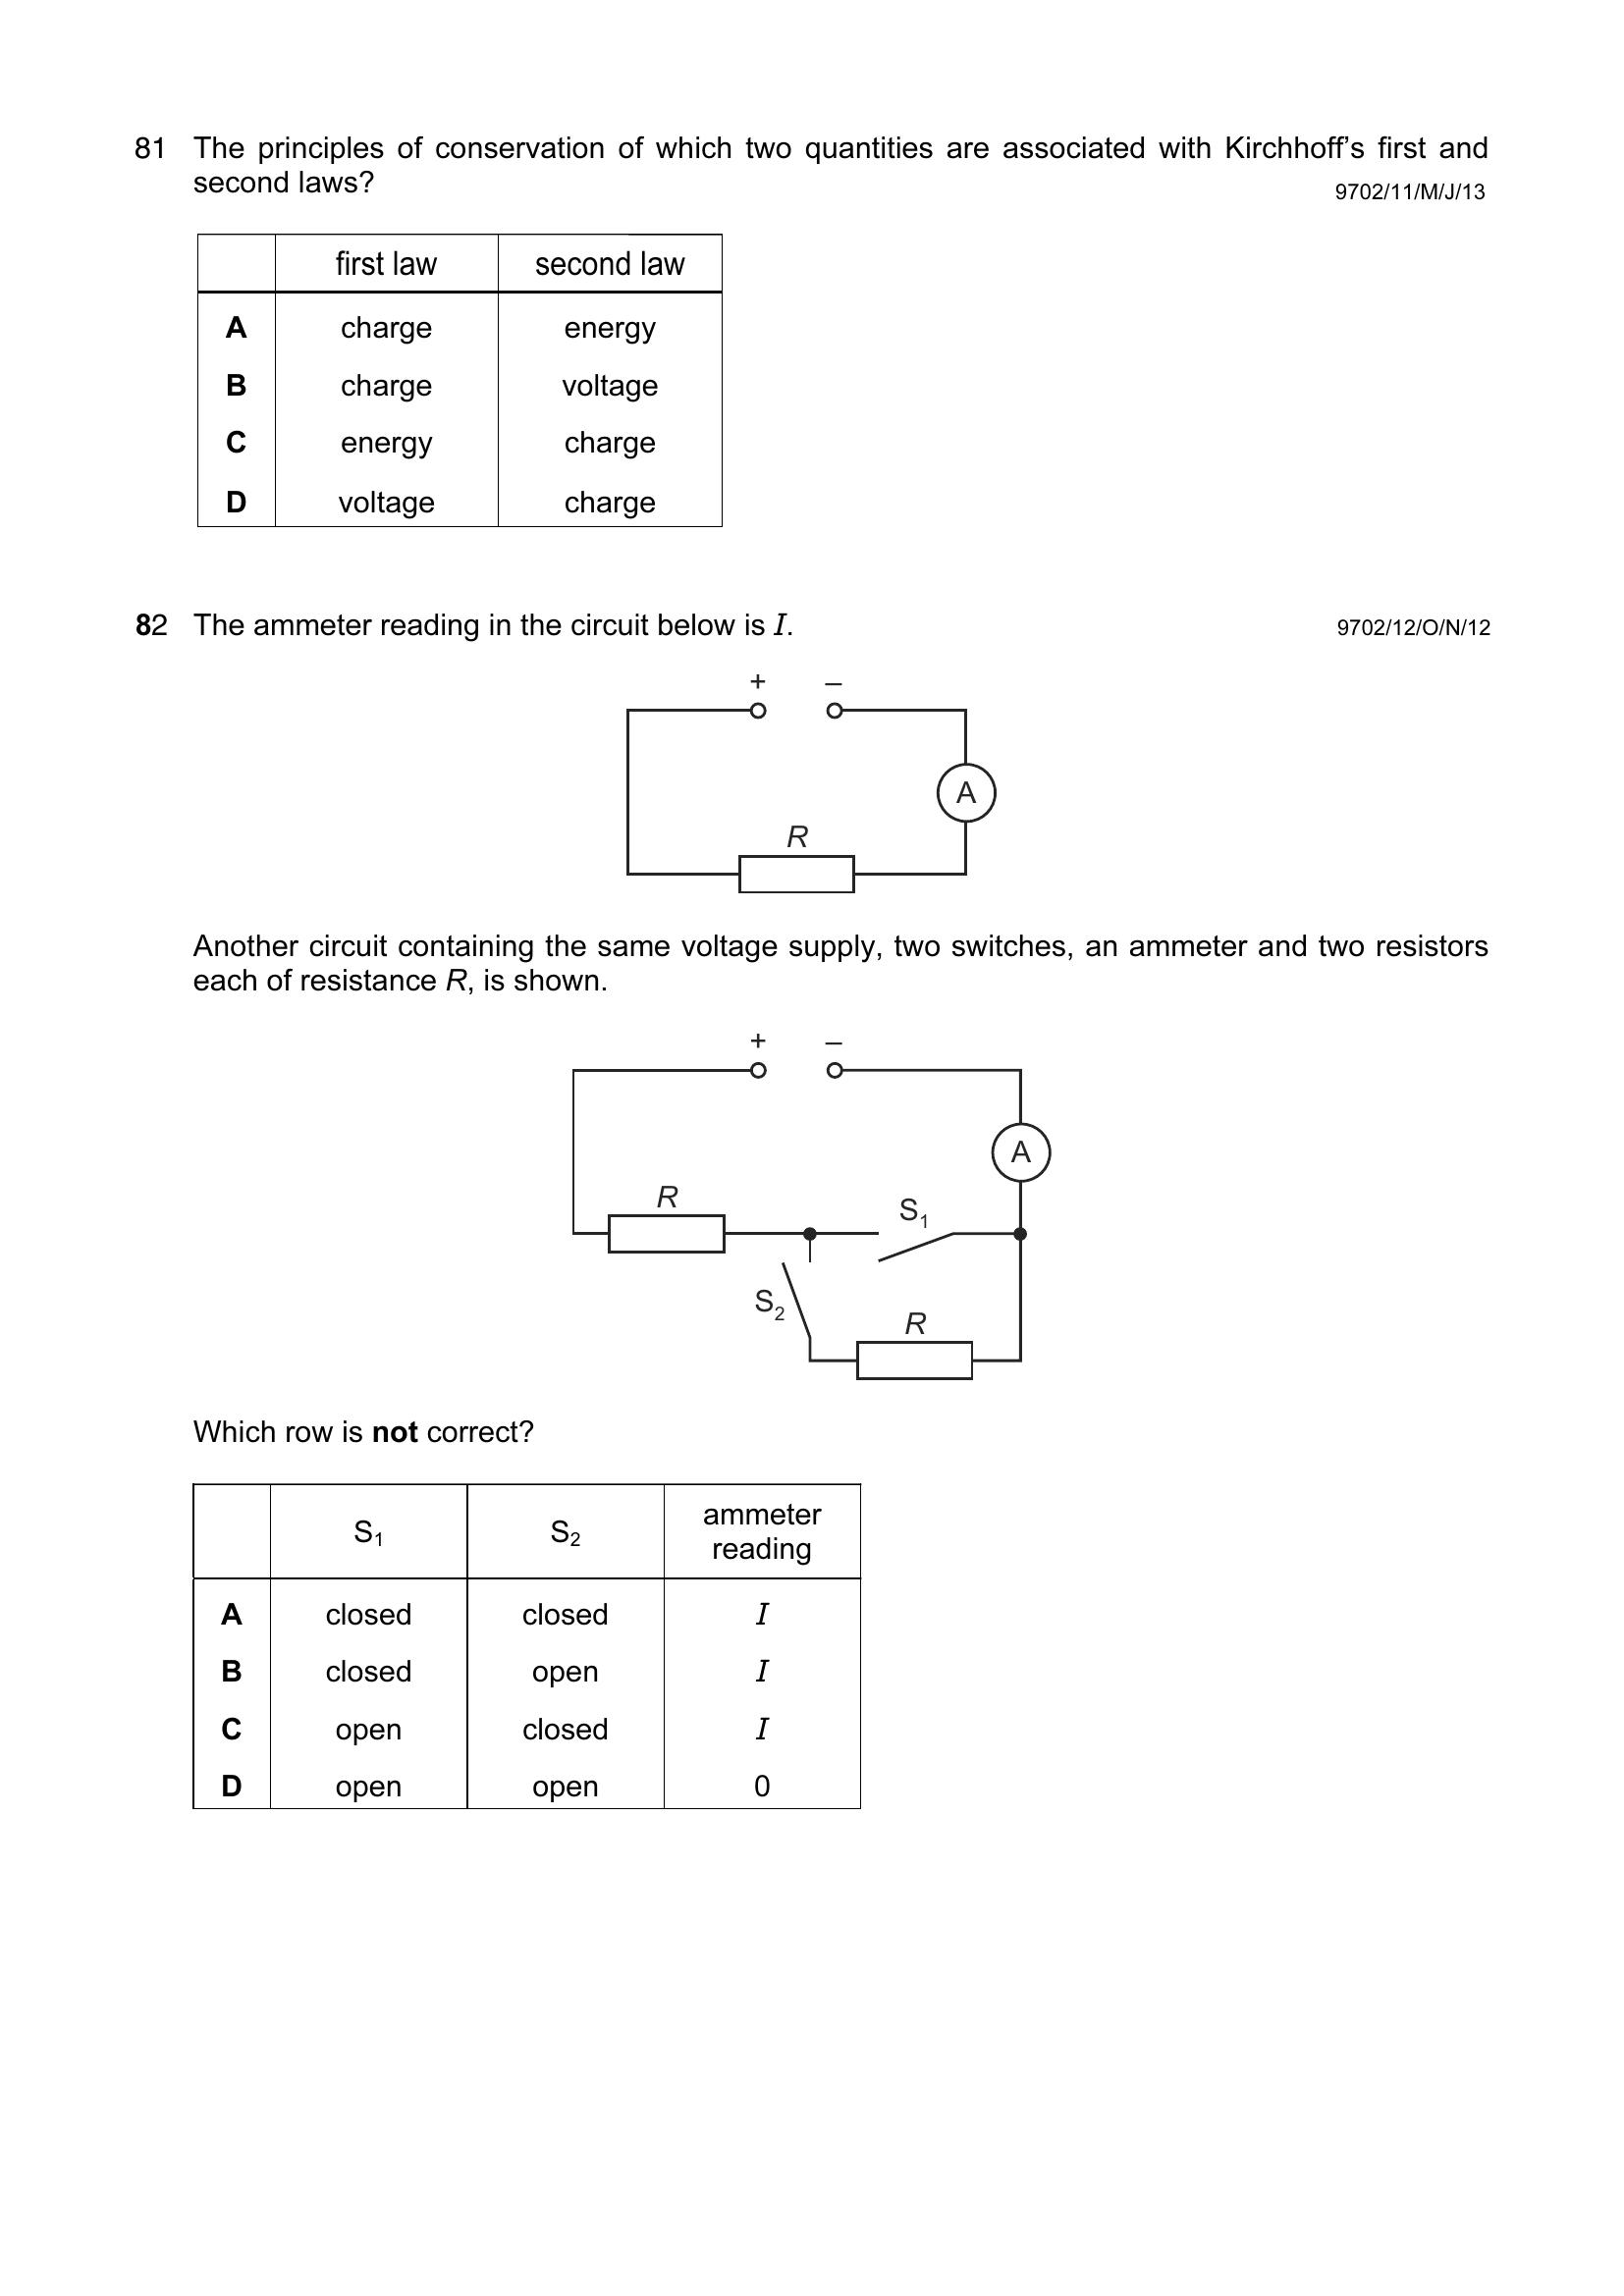 81 The principles of conservation of which two quantities are associated with Kirchhoff’s first and
second laws? 9702/11/M/J/13
first law second law
A charge energy
B charge voltage
C energy charge
D voltage charge
82 The ammeter reading in the circuit below is I. 9702/12/O/N/12
+ –
A
R
Another circuit containing the same voltage supply, two switches, an ammeter and two resistors
each of resistance R, is shown.
+ –
A
R
S1
S2
R
Which row is not correct?
S1 S2 ammeter reading
A closed closed I
B closed open I
C open closed I
D open open 0